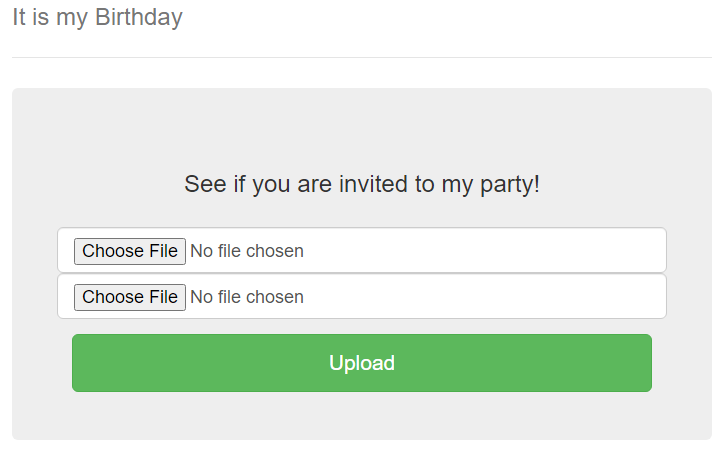 It is my Birthday
See if you are invited to my party!
Choose File No file chosen
Choose File No file chosen
Upload